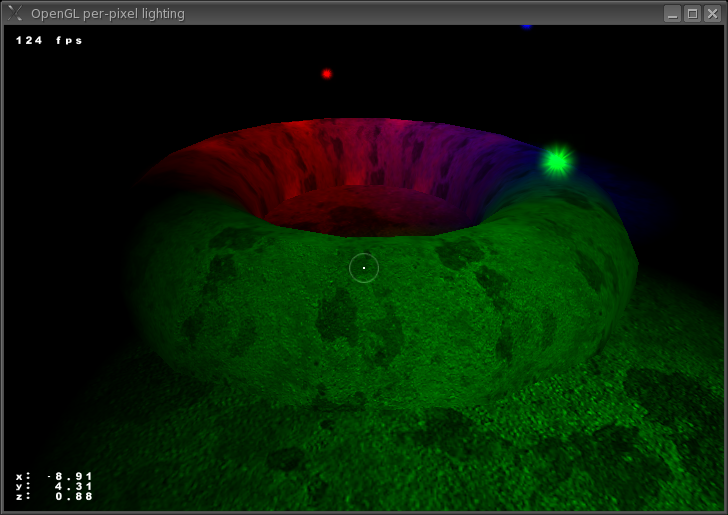 OpenGL per-pixel lighting
124 fps
x: -8.91
y: 4.31
z: 0.88